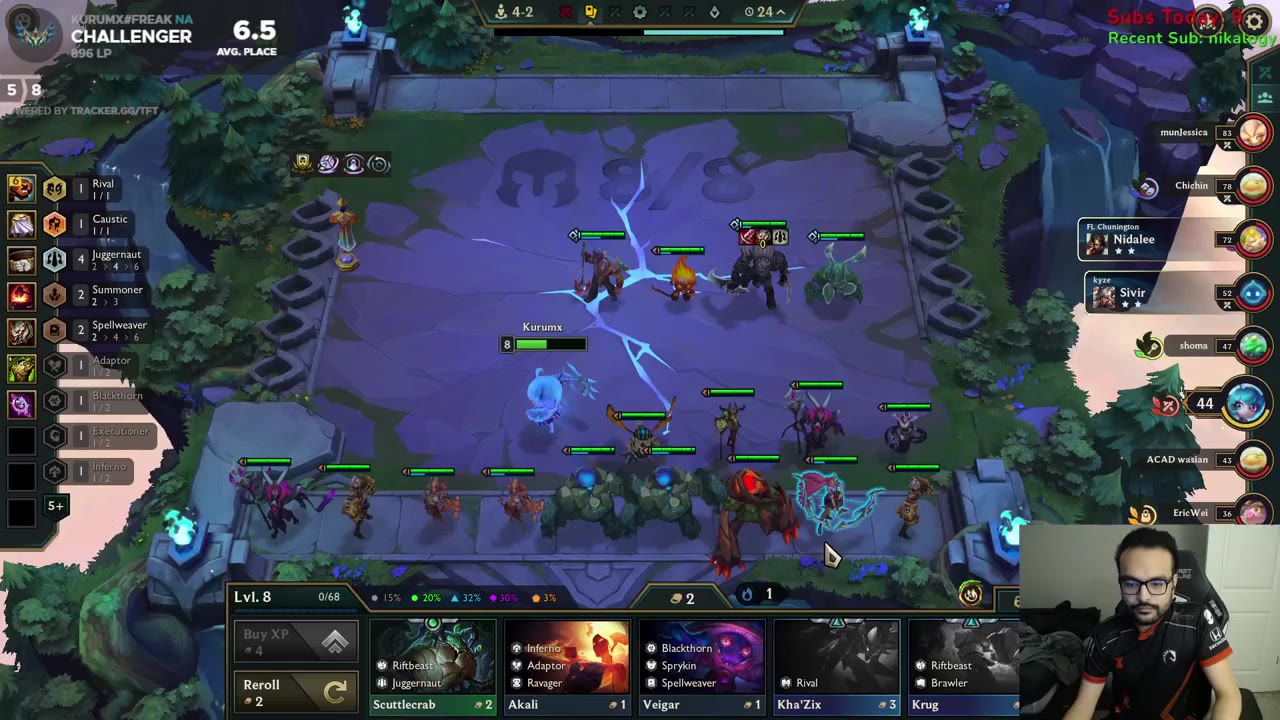 KURUMX#FREAK NA
CHALLENGER
896 LP
6.5
AVG. PLACE
5 8
WERED BY TRACKER.GG/TFT
4-2
24
Subs Today: 9
Recent Sub: nikalogy
8/8
1 Rival
1 / 1
1 Caustic
1 / 1
4 Juggernaut
2 > 4 > 6
2 Summoner
2 > 3
2 Spellweaver
2 > 4 > 6
1 Adaptor
1 / 2
1 Blackthorn
1 / 2
1 Executioner
1 / 2
1 Inferno
1 / 2
5+
munJessica 83
Chichin 78
FL Chunington
Nidalee
72
kyze
Sivir
52
shoma 47
44
ACAD wasian 43
EricWei 36
Kurumx
8
0
Lvl. 8 0/68
15% 20% 32% 30% 3%
2
1
Buy XP
4
Reroll
2
Riftbeast
Juggernaut
Scuttlecrab 2
Inferno
Adaptor
Ravager
Akali 1
Blackthorn
Sprykin
Spellweaver
Veigar 1
Rival
Kha'Zix 3
Riftbeast
Brawler
Krug